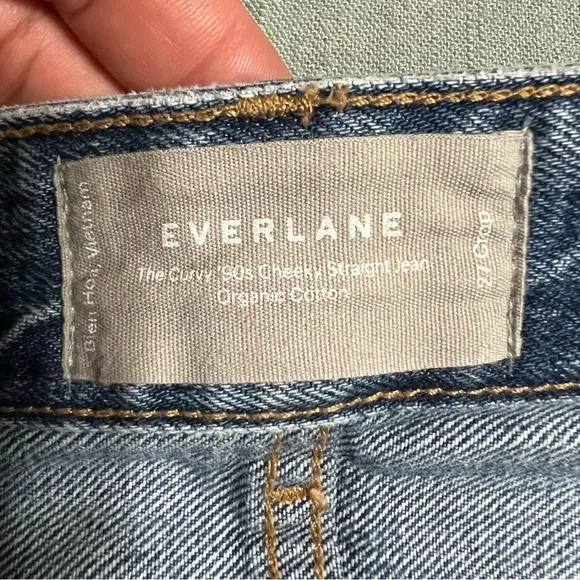 Bien Hoa, Vietnam
EVERLANE
The Curvy '90s Cheeky Straight Jean
Organic Cotton
27 Crop